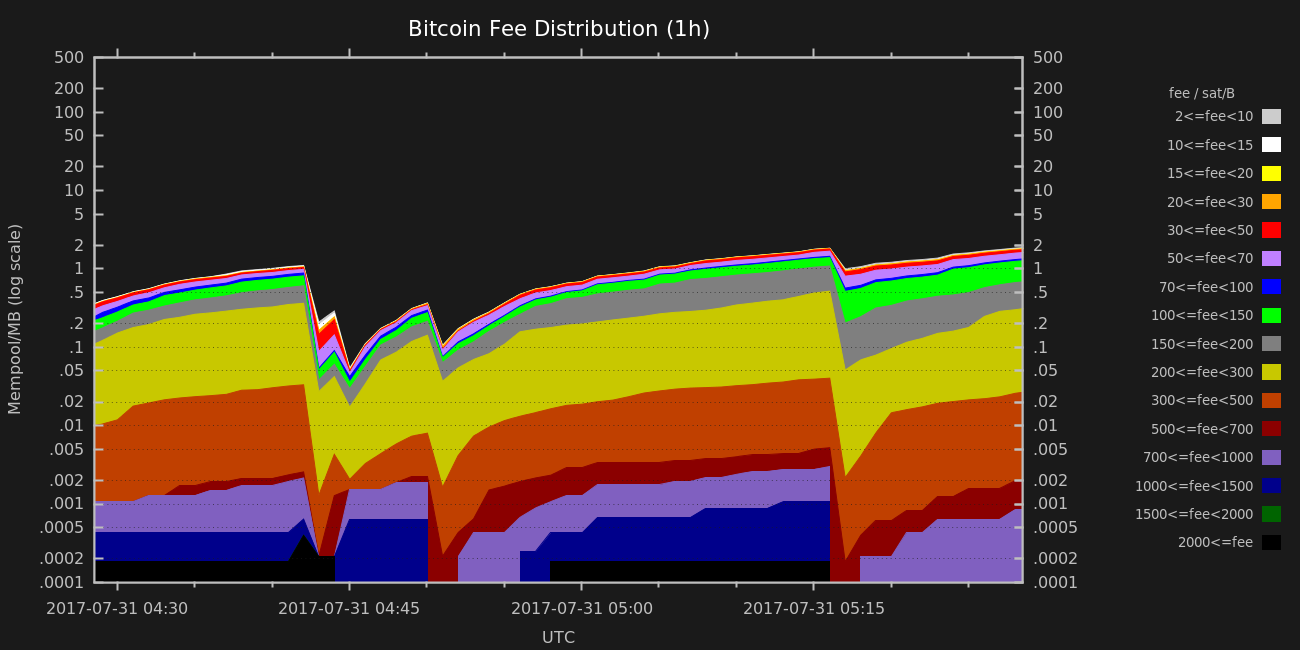 Bitcoin Fee Distribution (1h)
500
200
100
50
20
10
5
2
1
.5
.2
.1
.05
.02
.01
.005
.002
.001
.0005
.0002
.0001
Mempool/MB (log scale)
500
200
100
50
20
10
5
2
1
.5
.2
.1
.05
.02
.01
.005
.002
.001
.0005
.0002
.0001
2017-07-31 04:30
2017-07-31 04:45
2017-07-31 05:00
2017-07-31 05:15
UTC
fee / sat/B
2<=fee<10
10<=fee<15
15<=fee<20
20<=fee<30
30<=fee<50
50<=fee<70
70<=fee<100
100<=fee<150
150<=fee<200
200<=fee<300
300<=fee<500
500<=fee<700
700<=fee<1000
1000<=fee<1500
1500<=fee<2000
2000<=fee